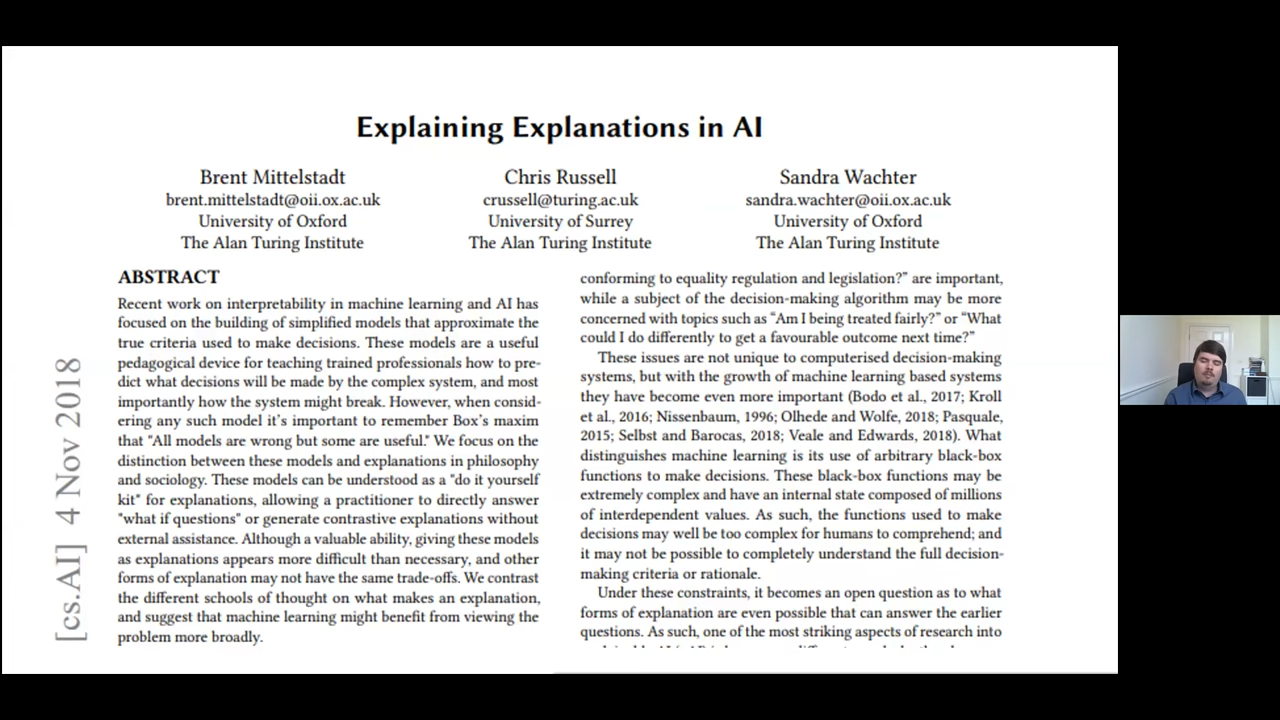 Explaining Explanations in AI
Brent Mittelstadt
brent.mittelstadt@oii.ox.ac.uk
University of Oxford
The Alan Turing Institute
Chris Russell
crussell@turing.ac.uk
University of Surrey
The Alan Turing Institute
Sandra Wachter
sandra.wachter@oii.ox.ac.uk
University of Oxford
The Alan Turing Institute
[cs.AI] 4 Nov 2018
ABSTRACT
Recent work on interpretability in machine learning and AI has
focused on the building of simplified models that approximate the
true criteria used to make decisions. These models are a useful
pedagogical device for teaching trained professionals how to pre-
dict what decisions will be made by the complex system, and most
importantly how the system might break. However, when consid-
ering any such model it's important to remember Box's maxim
that "All models are wrong but some are useful." We focus on the
distinction between these models and explanations in philosophy
and sociology. These models can be understood as a "do it yourself
kit" for explanations, allowing a practitioner to directly answer
"what if questions" or generate contrastive explanations without
external assistance. Although a valuable ability, giving these models
as explanations appears more difficult than necessary, and other
forms of explanation may not have the same trade-offs. We contrast
the different schools of thought on what makes an explanation,
and suggest that machine learning might benefit from viewing the
problem more broadly.
conforming to equality regulation and legislation?" are important,
while a subject of the decision-making algorithm may be more
concerned with topics such as "Am I being treated fairly?" or "What
could I do differently to get a favourable outcome next time?"
These issues are not unique to computerised decision-making
systems, but with the growth of machine learning based systems
they have become even more important (Bodo et al., 2017; Kroll
et al., 2016; Nissenbaum, 1996; Olhede and Wolfe, 2018; Pasquale,
2015; Selbst and Barocas, 2018; Veale and Edwards, 2018). What
distinguishes machine learning is its use of arbitrary black-box
functions to make decisions. These black-box functions may be
extremely complex and have an internal state composed of millions
of interdependent values. As such, the functions used to make
decisions may well be too complex for humans to comprehend; and
it may not be possible to completely understand the full decision-
making criteria or rationale.
Under these constraints, it becomes an open question as to what
forms of explanation are even possible that can answer the earlier
questions. As such, one of the most striking aspects of research into